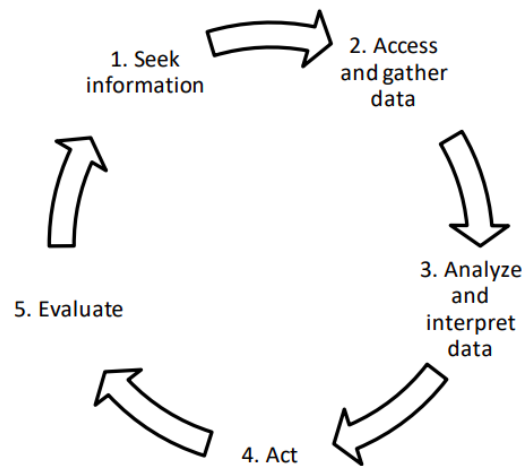 1. Seek
information
2. Access
and gather
data
3. Analyze
and
interpret
data
4. Act
5. Evaluate